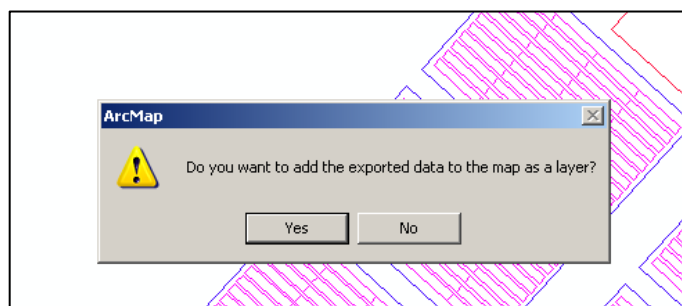 ArcMap
Do you want to add the exported data to the map as a layer?
Yes
No